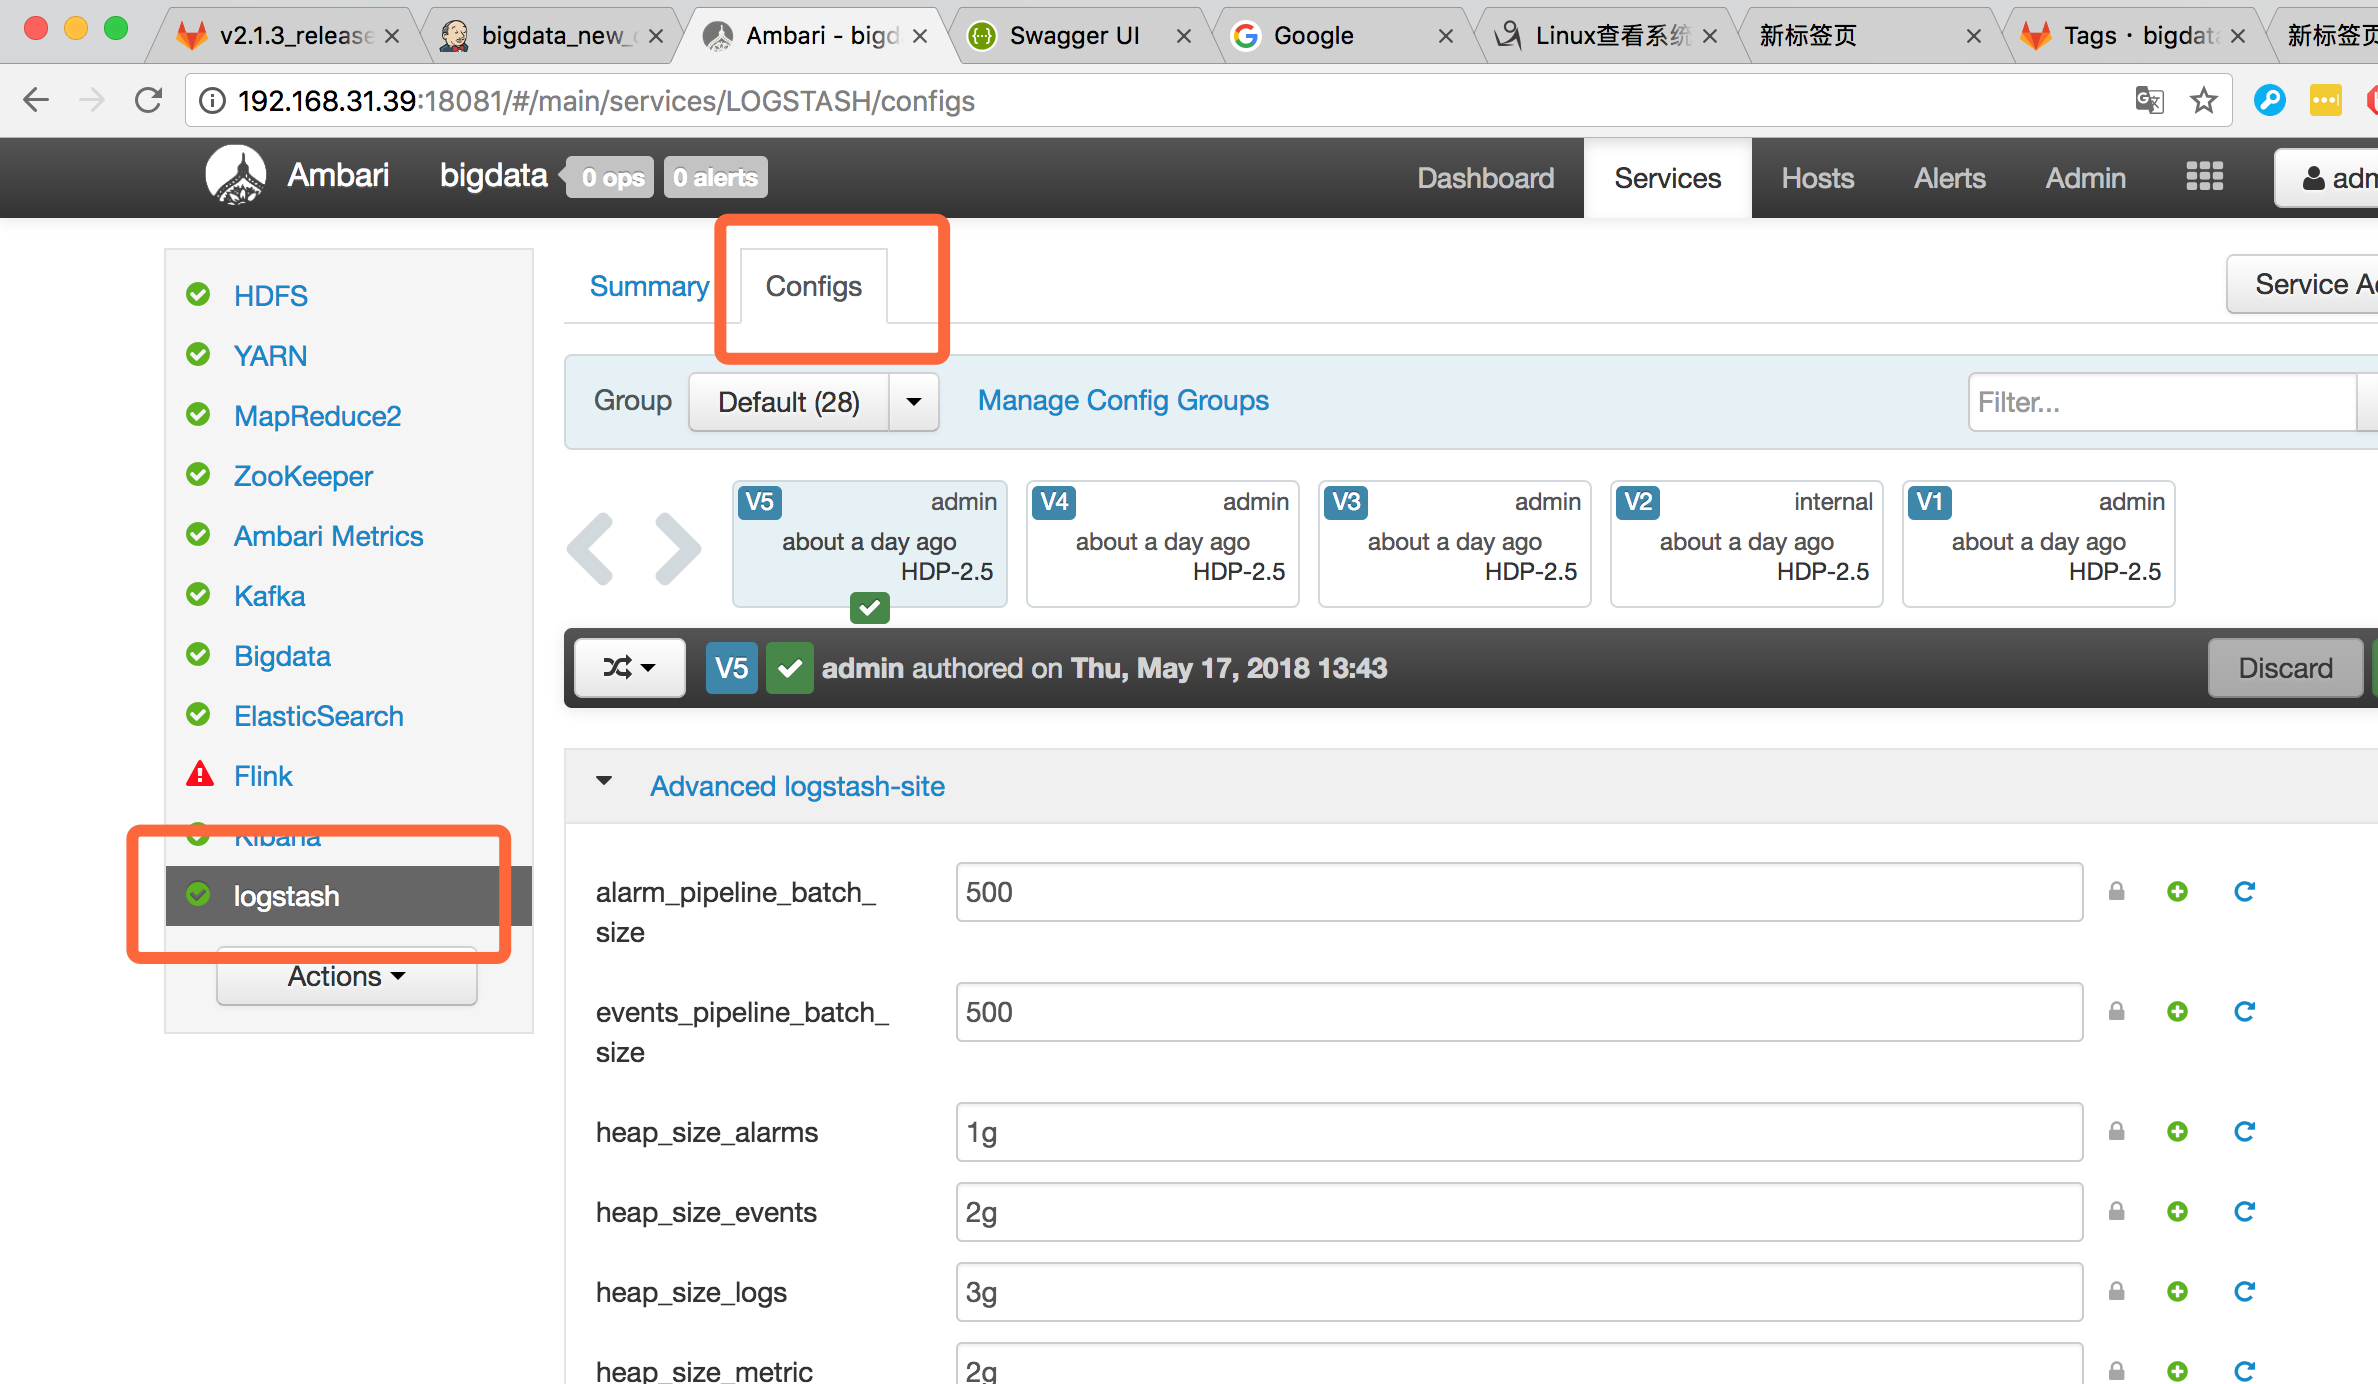 v2.1.3_release
bigdata_new_
Ambari - bigd
Swagger UI
Google
Linux查看系统
新标签页
Tags · bigdat
新标签页
192.168.31.39:18081/#/main/services/LOGSTASH/configs
Ambari
bigdata
0 ops
0 alerts
Dashboard
Services
Hosts
Alerts
Admin
adm
HDFS
YARN
MapReduce2
ZooKeeper
Ambari Metrics
Kafka
Bigdata
ElasticSearch
Flink
Kibana
logstash
Actions
Summary
Configs
Service Ac
Group
Default (28)
Manage Config Groups
Filter...
V5 admin
about a day ago
HDP-2.5
V4 admin
about a day ago
HDP-2.5
V3 admin
about a day ago
HDP-2.5
V2 internal
about a day ago
HDP-2.5
V1 admin
about a day ago
HDP-2.5
V5 admin authored on Thu, May 17, 2018 13:43
Discard
Advanced logstash-site
alarm_pipeline_batch_
size
500
events_pipeline_batch_
size
500
heap_size_alarms
1g
heap_size_events
2g
heap_size_logs
3g
heap_size_metric
2g